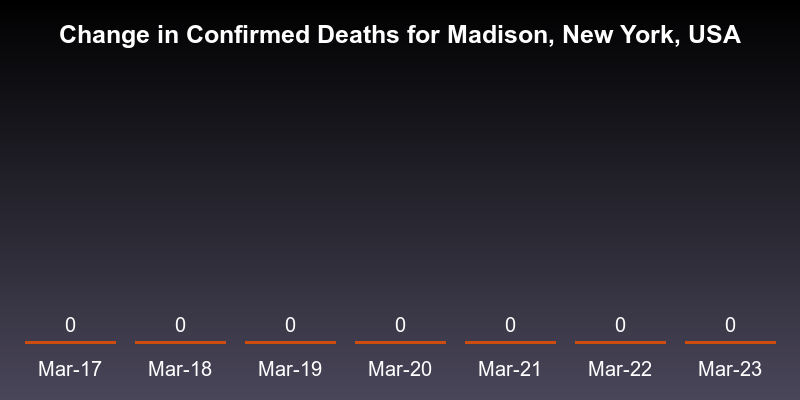 Change in Confirmed Deaths for Madison, New York, USA
0 0 0 0 0 0 0
Mar-17 Mar-18 Mar-19 Mar-20 Mar-21 Mar-22 Mar-23